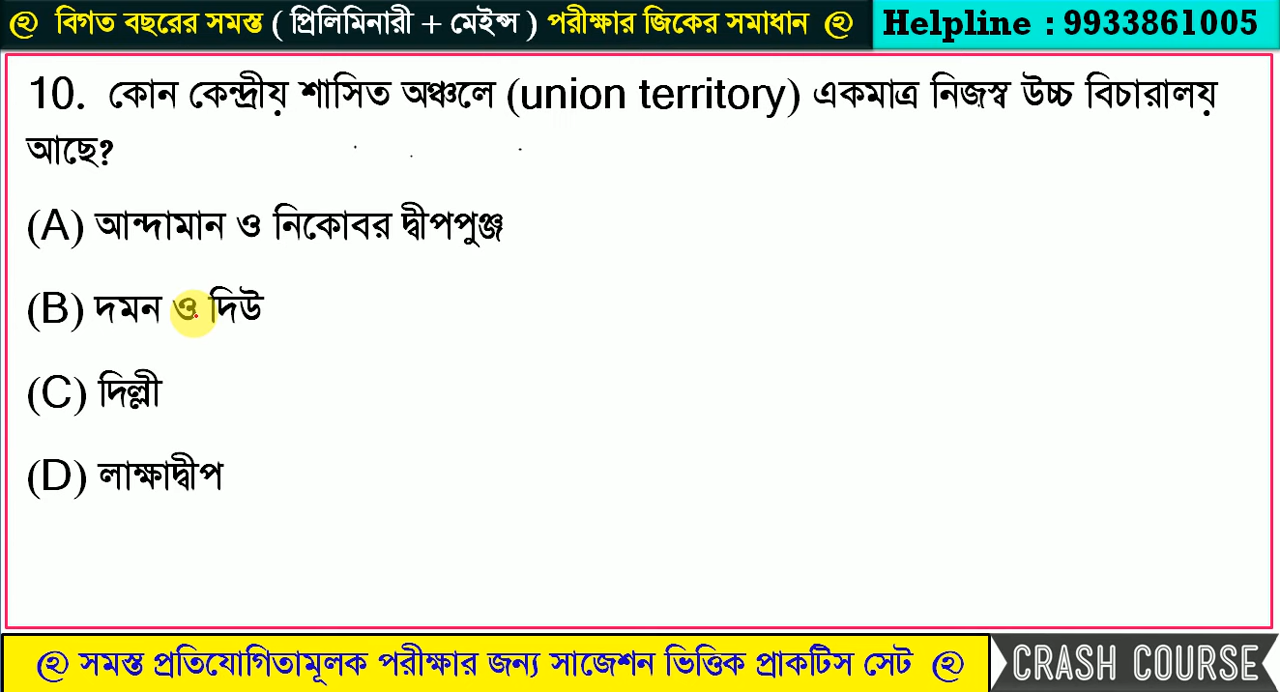 বিগত বছরের সমস্ত ( প্রিলিমিনারী + মেইন্স ) পরীক্ষার জিকের সমাধান
Helpline : 9933861005
10. কোন কেন্দ্রীয় শাসিত অঞ্চলে (union territory) একমাত্র নিজস্ব উচ্চ বিচারালয়
আছে?
(A) আন্দামান ও নিকোবর দ্বীপপুঞ্জ
(B) দমন ও দিউ
(C) দিল্লী
(D) লাক্ষাদ্বীপ
সমস্ত প্রতিযোগিতামূলক পরীক্ষার জন্য সাজেশন ভিত্তিক প্রাকটিস সেট
CRASH COURSE